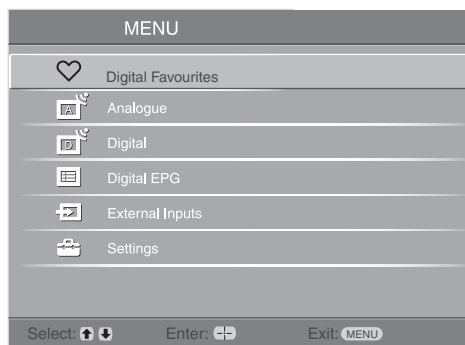 MENU
Digital Favourites
A Analogue
D Digital
Digital EPG
External Inputs
Settings
Select: Enter: Exit: MENU